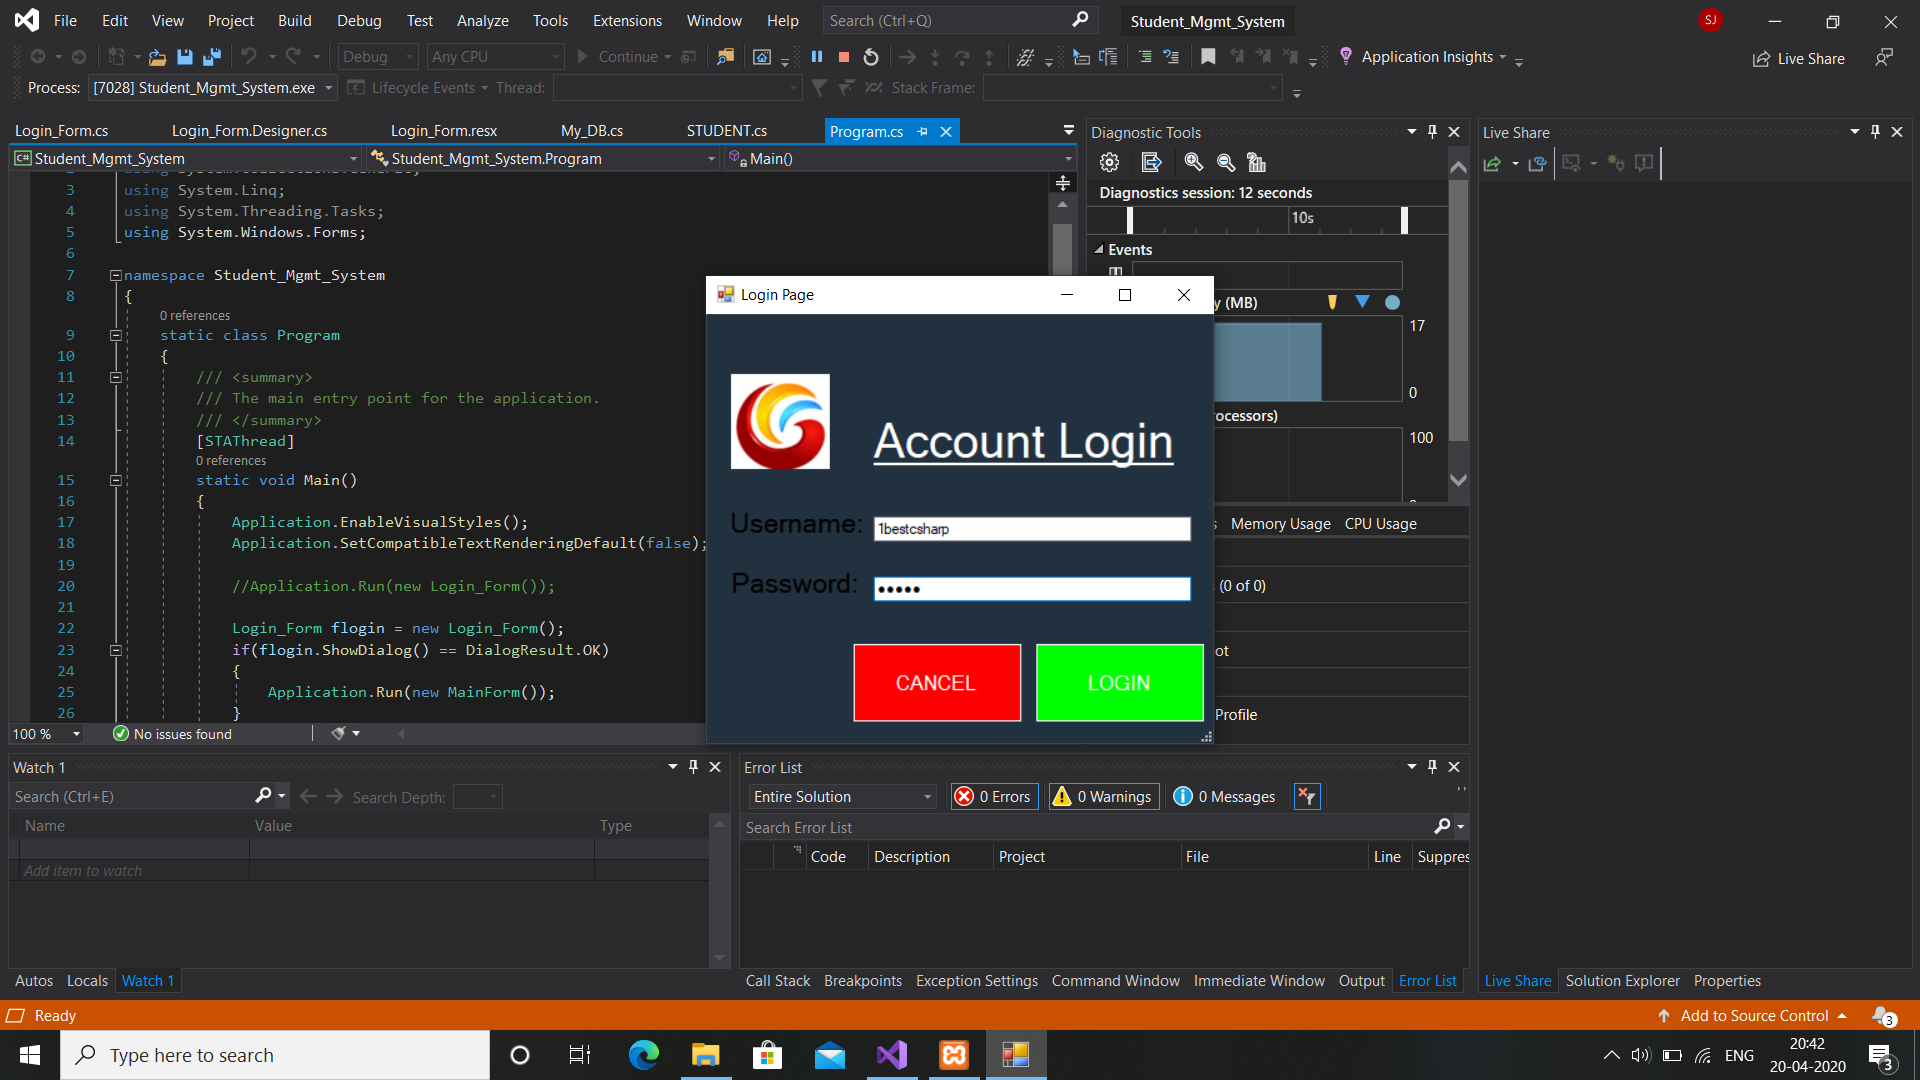 File Edit View Project Build Debug Test Analyze Tools Extensions Window Help Search (Ctrl+Q) Student_Mgmt_System SJ
Debug Any CPU Continue Application Insights Live Share
Process: [7028] Student_Mgmt_System.exe Lifecycle Events Thread: Stack Frame:
Login_Form.cs Login_Form.Designer.cs Login_Form.resx My_DB.cs STUDENT.cs Program.cs
Student_Mgmt_System Student_Mgmt_System.Program Main()
3 using System.Linq;
4 using System.Threading.Tasks;
5 using System.Windows.Forms;
6
7 namespace Student_Mgmt_System
8 {
0 references
9 static class Program
10 {
11 /// <summary>
12 /// The main entry point for the application.
13 /// </summary>
14 [STAThread]
0 references
15 static void Main()
16 {
17 Application.EnableVisualStyles();
18 Application.SetCompatibleTextRenderingDefault(false);
19
20 //Application.Run(new Login_Form());
21
22 Login_Form flogin = new Login_Form();
23 if(flogin.ShowDialog() == DialogResult.OK)
24 {
25 Application.Run(new MainForm());
26 }
100 % No issues found
Login Page
Account Login
Username: 1bestcsharp
Password: •••••
CANCEL LOGIN
Diagnostic Tools
Diagnostics session: 12 seconds
10s
Events
y (MB)
17
0
ocessors)
100
s Memory Usage CPU Usage
(0 of 0)
ot
Profile
Live Share
Watch 1
Search (Ctrl+E) Search Depth:
Name Value Type
Add item to watch
Autos Locals Watch 1
Error List
Entire Solution 0 Errors 0 Warnings 0 Messages
Search Error List
Code Description Project File Line Suppres
Call Stack Breakpoints Exception Settings Command Window Immediate Window Output Error List
Live Share Solution Explorer Properties
Ready Add to Source Control 3
Type here to search
ENG 20:42
20-04-2020 3